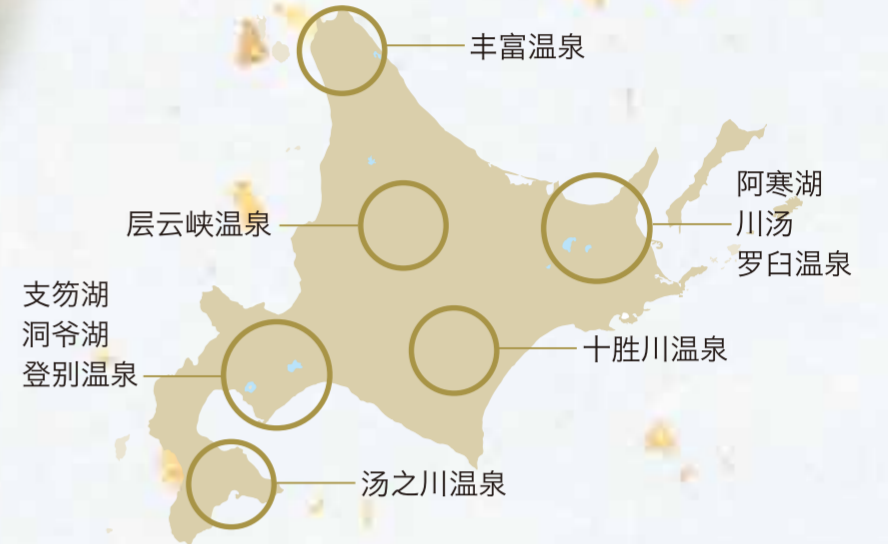 丰富温泉
层云峡温泉
阿寒湖
川汤
罗臼温泉
支笏湖
洞爷湖
登别温泉
十胜川温泉
汤之川温泉